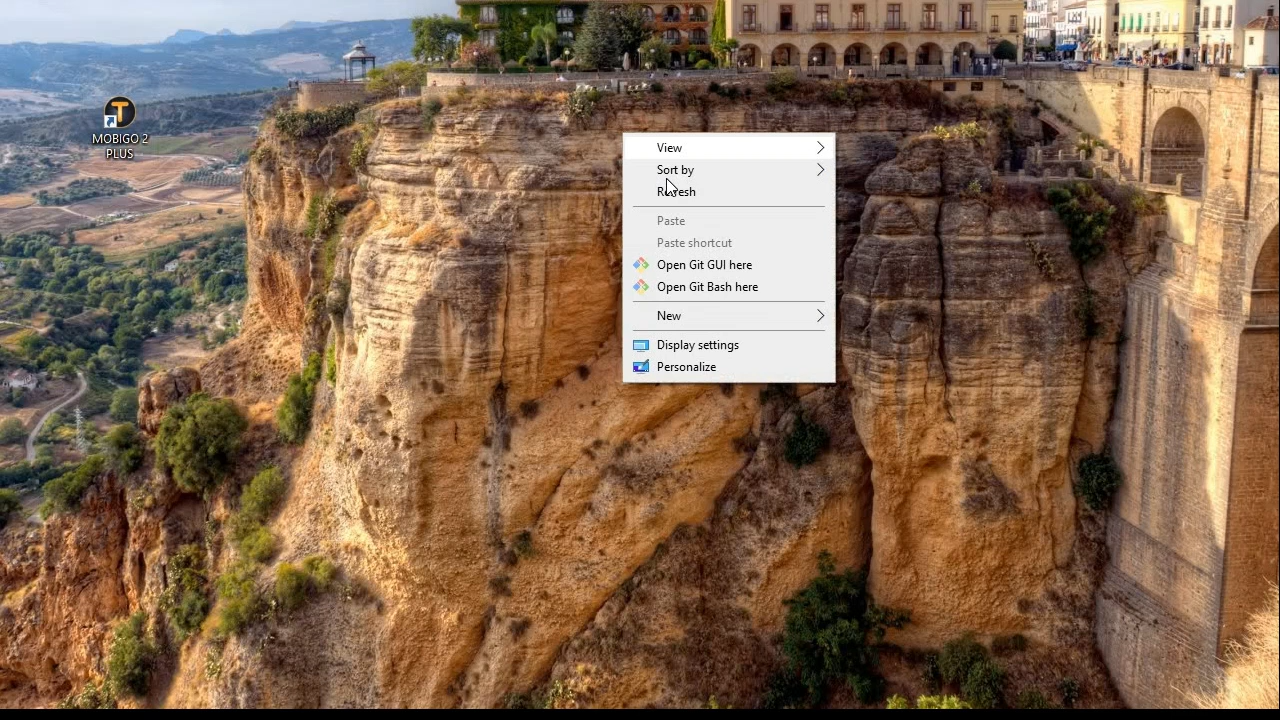 MOBIGO 2
PLUS
View
Sort by
Refresh
Paste
Paste shortcut
Open Git GUI here
Open Git Bash here
New
Display settings
Personalize